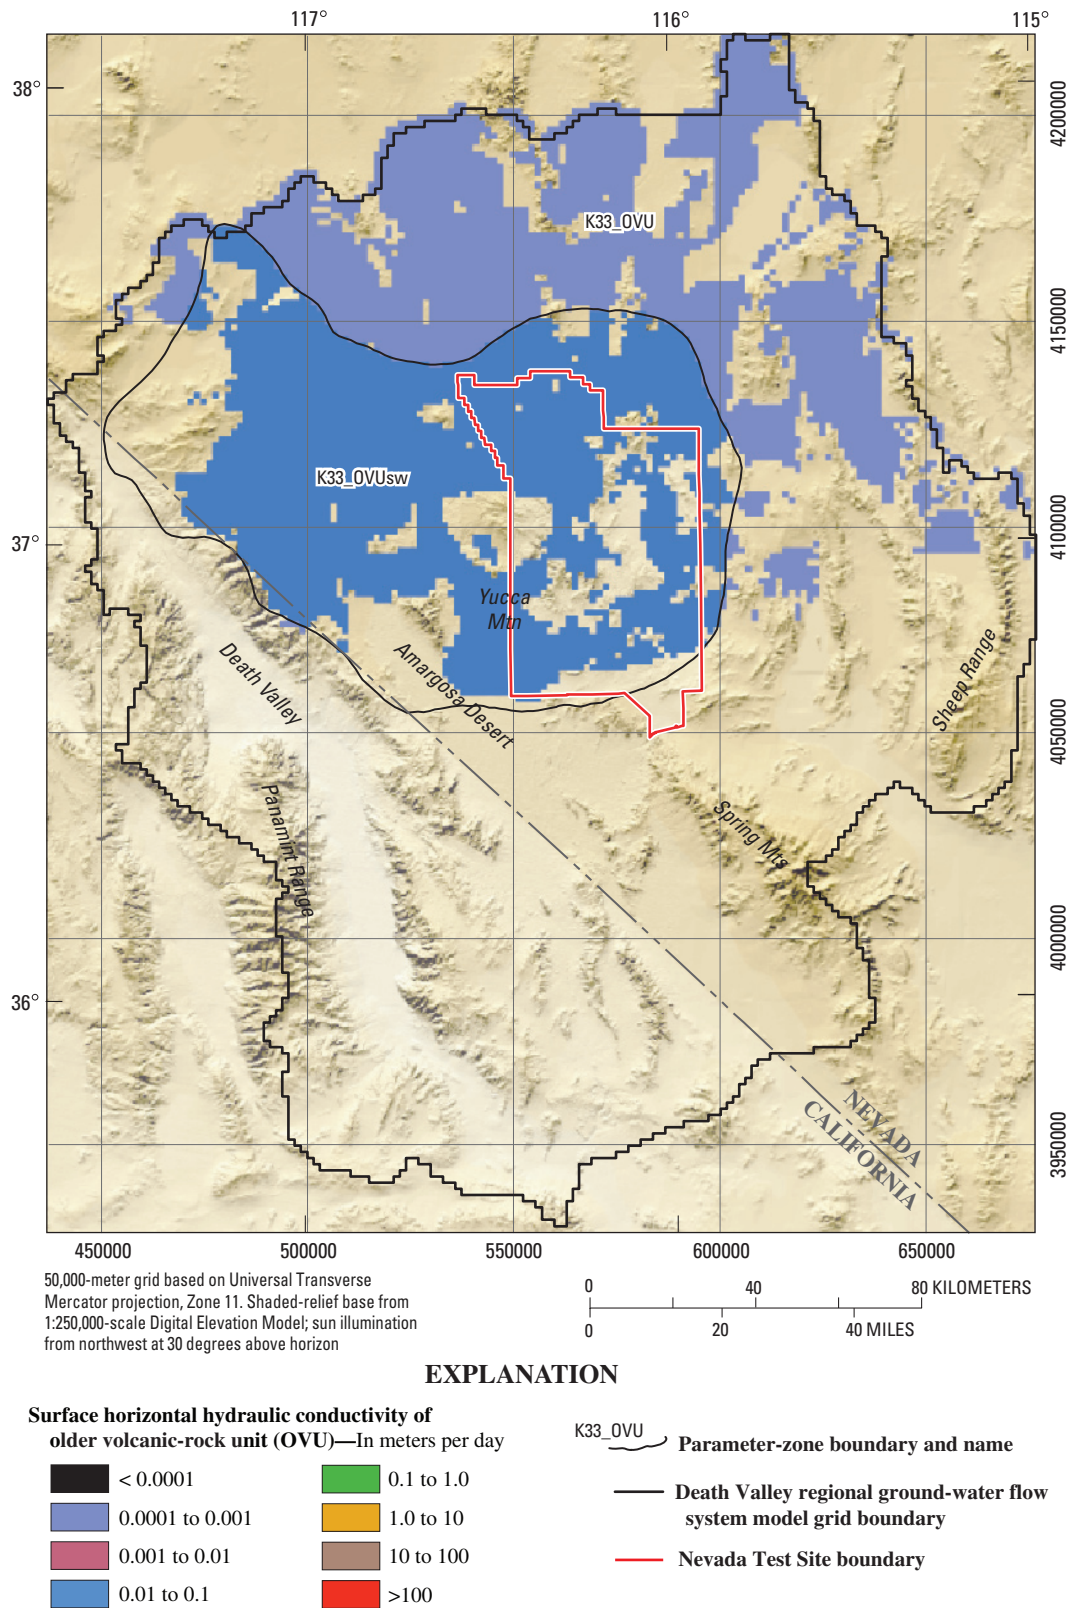 117°
116°
115°
38°
37°
36°
4200000
4150000
4100000
4050000
4000000
3950000
K33_OVU
K33_OVUsw
Yucca
Mtn
Amargosa Desert
Death Valley
Panamint Range
Spring Mts
Sheep Range
NEVADA
CALIFORNIA
450000
500000
550000
600000
650000
50,000-meter grid based on Universal Transverse
Mercator projection, Zone 11. Shaded-relief base from
1:250,000-scale Digital Elevation Model; sun illumination
from northwest at 30 degrees above horizon
0 40 80 KILOMETERS
0 20 40 MILES
EXPLANATION
Surface horizontal hydraulic conductivity of
older volcanic-rock unit (OVU)—In meters per day
< 0.0001
0.0001 to 0.001
0.001 to 0.01
0.01 to 0.1
0.1 to 1.0
1.0 to 10
10 to 100
>100
K33_OVU
Parameter-zone boundary and name
Death Valley regional ground-water flow
system model grid boundary
Nevada Test Site boundary